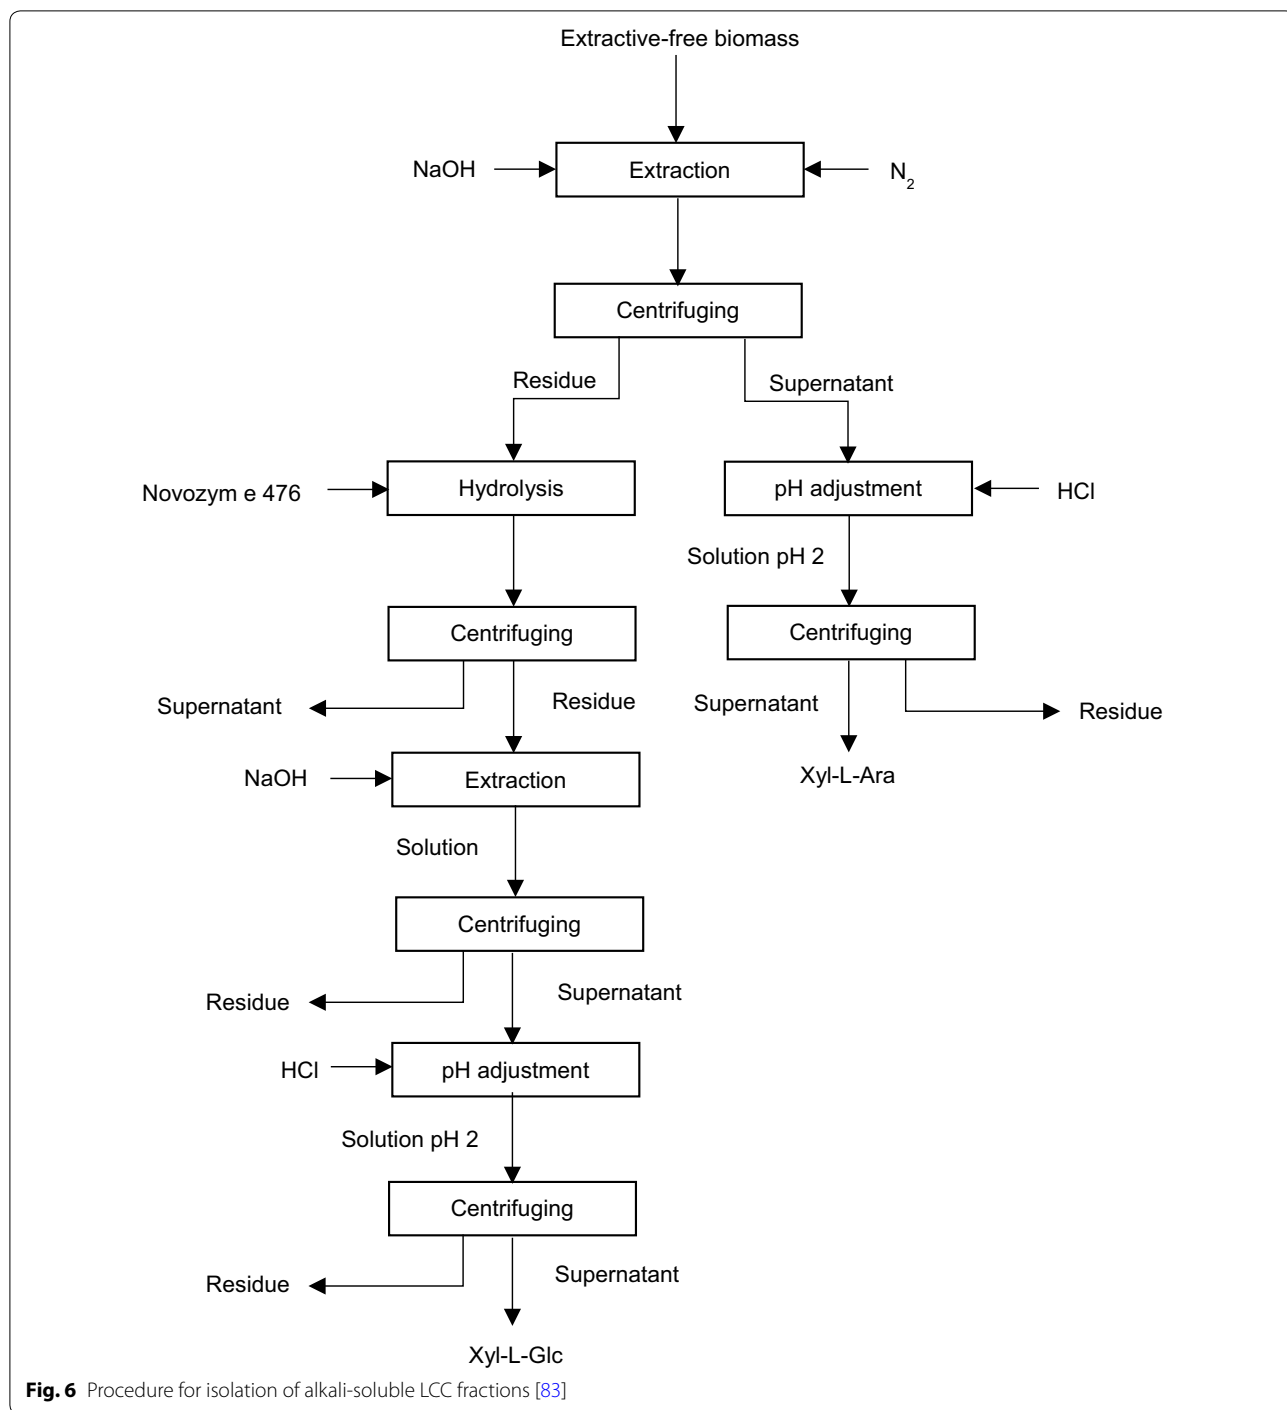 Extractive-free biomass
NaOH
Extraction
N2
Centrifuging
Residue
Supernatant
Novozym e 476
Hydrolysis
pH adjustment
HCl
Solution pH 2
Centrifuging
Centrifuging
Supernatant
Residue
Supernatant
Residue
NaOH
Extraction
Xyl-L-Ara
Solution
Centrifuging
Residue
Supernatant
HCl
pH adjustment
Solution pH 2
Centrifuging
Residue
Supernatant
Xyl-L-Glc
Fig. 6 Procedure for isolation of alkali-soluble LCC fractions [83]